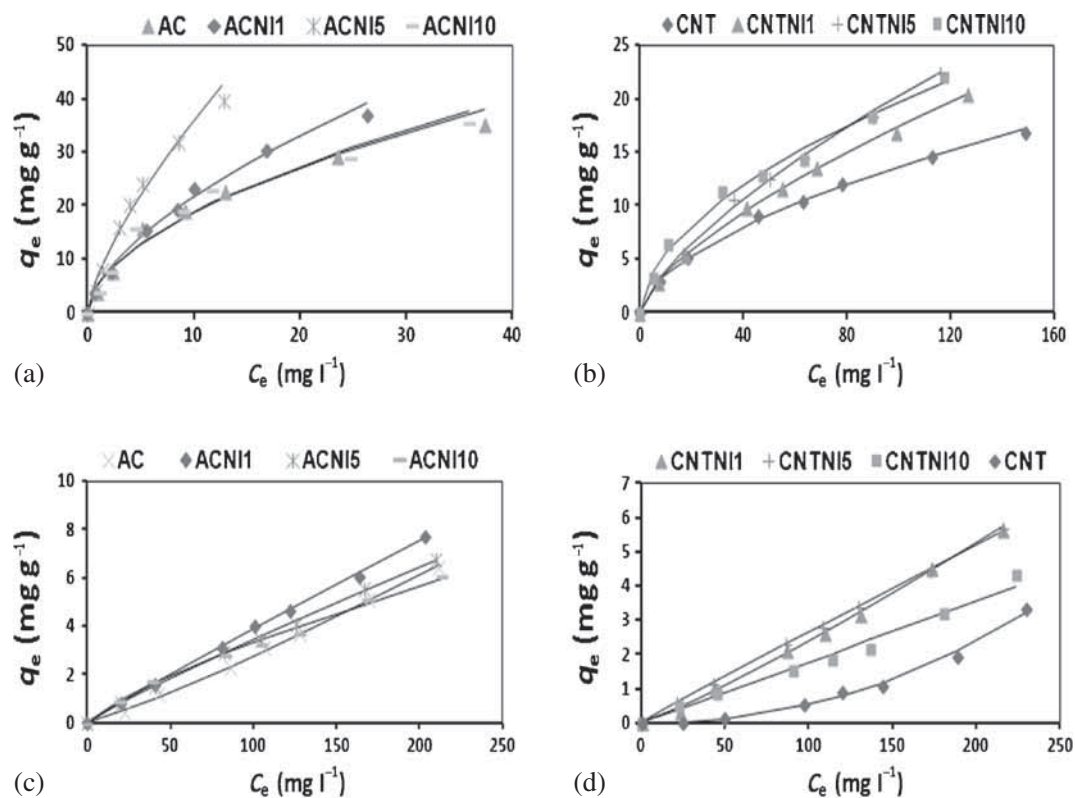 AC ACNI1 ACNI5 ACNI10
50
40
30
20
10
0
0 10 20 30 40
qe (mg g⁻¹)
Ce (mg l⁻¹)
(a)
CNT CNTNI1 CNTNI5 CNTNI10
25
20
15
10
5
0
0 40 80 120 160
qe (mg g⁻¹)
Ce (mg l⁻¹)
(b)
AC ACNI1 ACNI5 ACNI10
10
8
6
4
2
0
0 50 100 150 200 250
qe (mg g⁻¹)
Ce (mg l⁻¹)
(c)
CNTNI1 CNTNI5 CNTNI10 CNT
7
6
5
4
3
2
1
0
0 50 100 150 200 250
qe (mg g⁻¹)
Ce (mg l⁻¹)
(d)